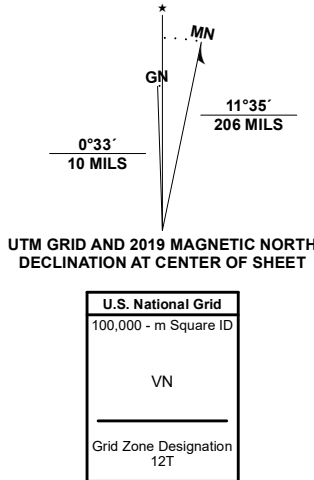 ★
MN
GN
11°35´
206 MILS
0°33´
10 MILS
UTM GRID AND 2019 MAGNETIC NORTH
DECLINATION AT CENTER OF SHEET
U.S. National Grid
100,000 - m Square ID
VN
Grid Zone Designation
12T